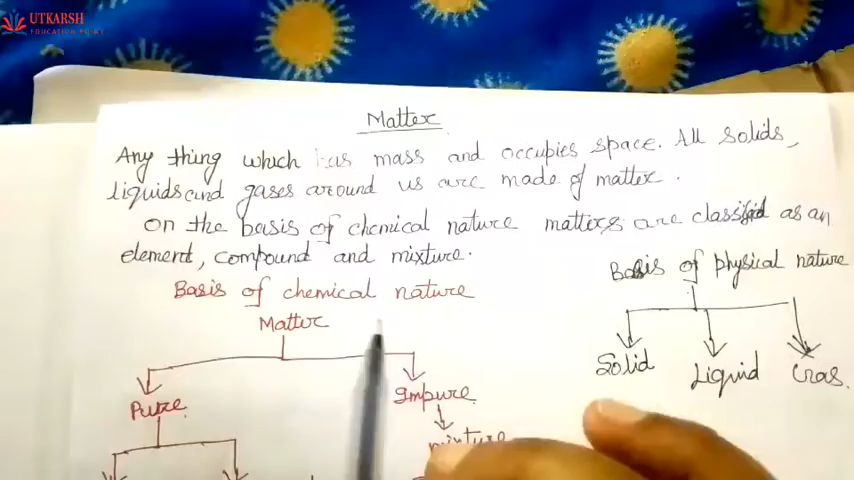 UTKARSH
EDUCATION POINT
Matter
Any thing which has mass and occupies space. All solids,
liquids and gases around us are made of matter.
on the basis of chemical nature matters are classified as an
element, compound and mixture.
Basis of physical nature
Basis of chemical nature
Matter
Solid Liquid Gas.
Pure. Impure.
mixture